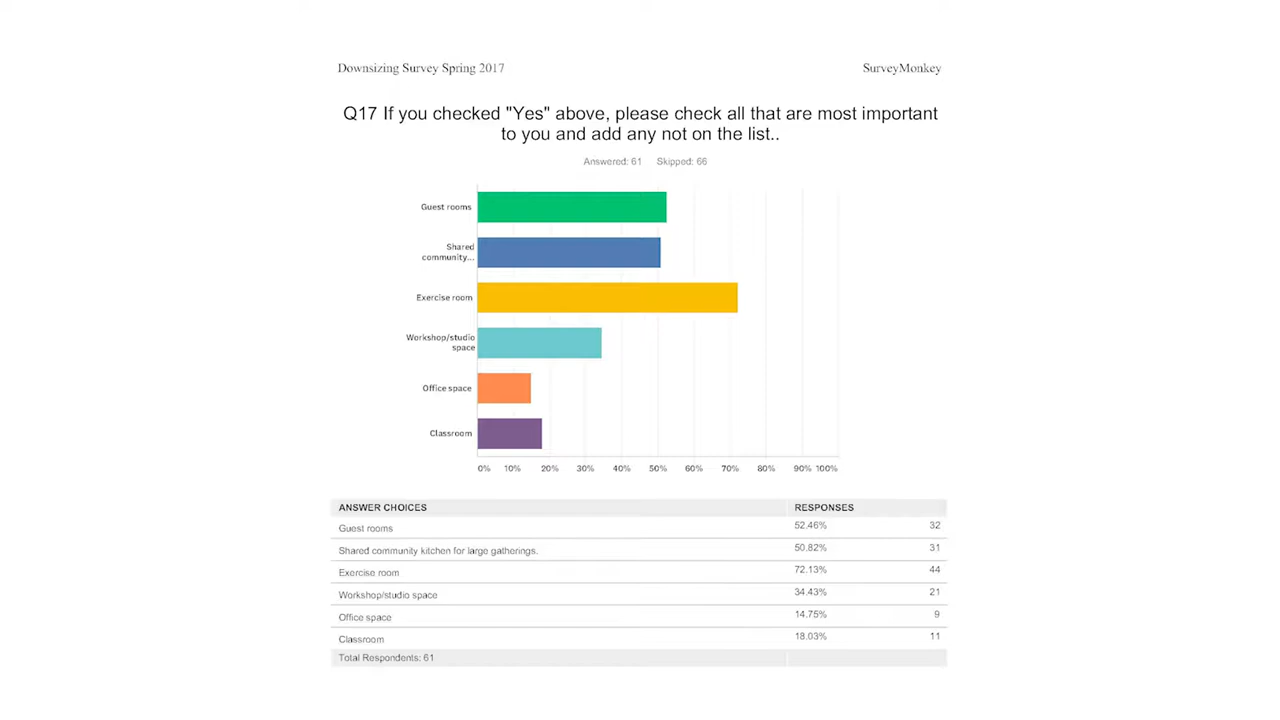 Downsizing Survey Spring 2017 SurveyMonkey
Q17 If you checked "Yes" above, please check all that are most important
to you and add any not on the list..
Answered: 61 Skipped: 66
Guest rooms
Shared
community...
Exercise room
Workshop/studio
space
Office space
Classroom
0% 10% 20% 30% 40% 50% 60% 70% 80% 90% 100%
ANSWER CHOICES RESPONSES
Guest rooms 52.46% 32
Shared community kitchen for large gatherings. 50.82% 31
Exercise room 72.13% 44
Workshop/studio space 34.43% 21
Office space 14.75% 9
Classroom 18.03% 11
Total Respondents: 61